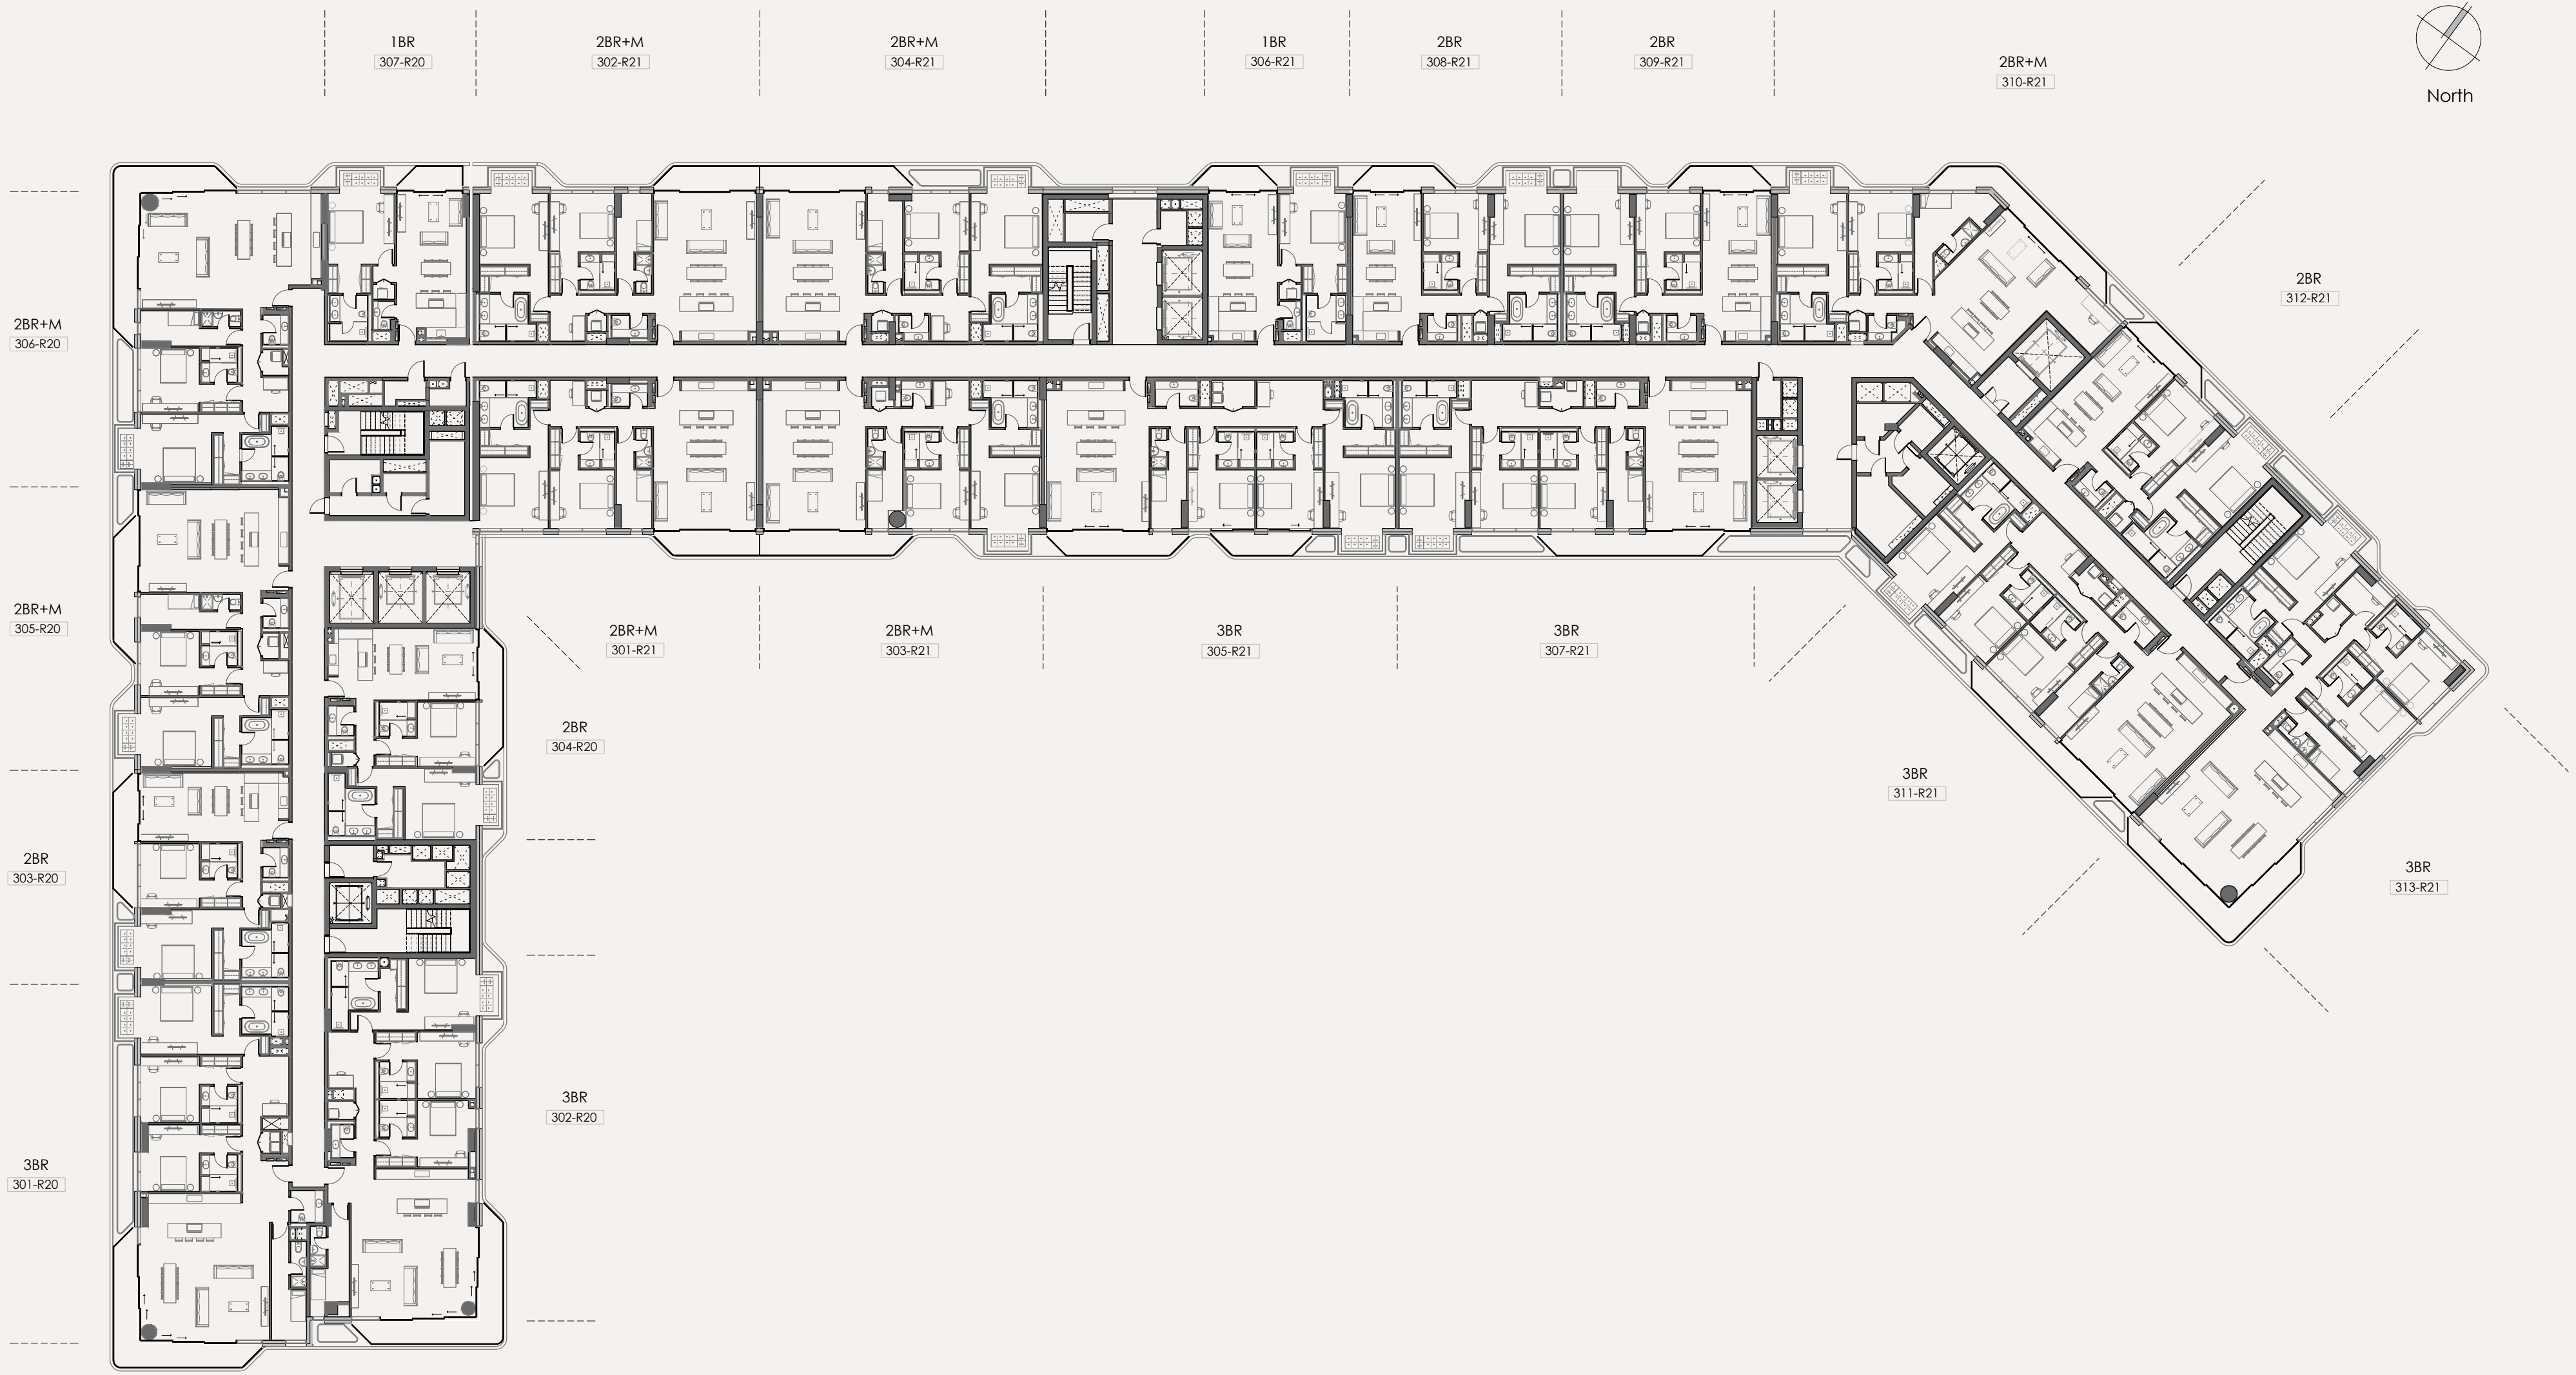 1BR
307-R20
2BR+M
302-R21
2BR+M
304-R21
1BR
306-R21
2BR
308-R21
2BR
309-R21
2BR+M
310-R21
North
2BR
312-R21
2BR+M
306-R20
2BR+M
305-R20
2BR+M
301-R21
2BR+M
303-R21
3BR
305-R21
3BR
307-R21
2BR
304-R20
3BR
311-R21
2BR
303-R20
3BR
313-R21
3BR
302-R20
3BR
301-R20